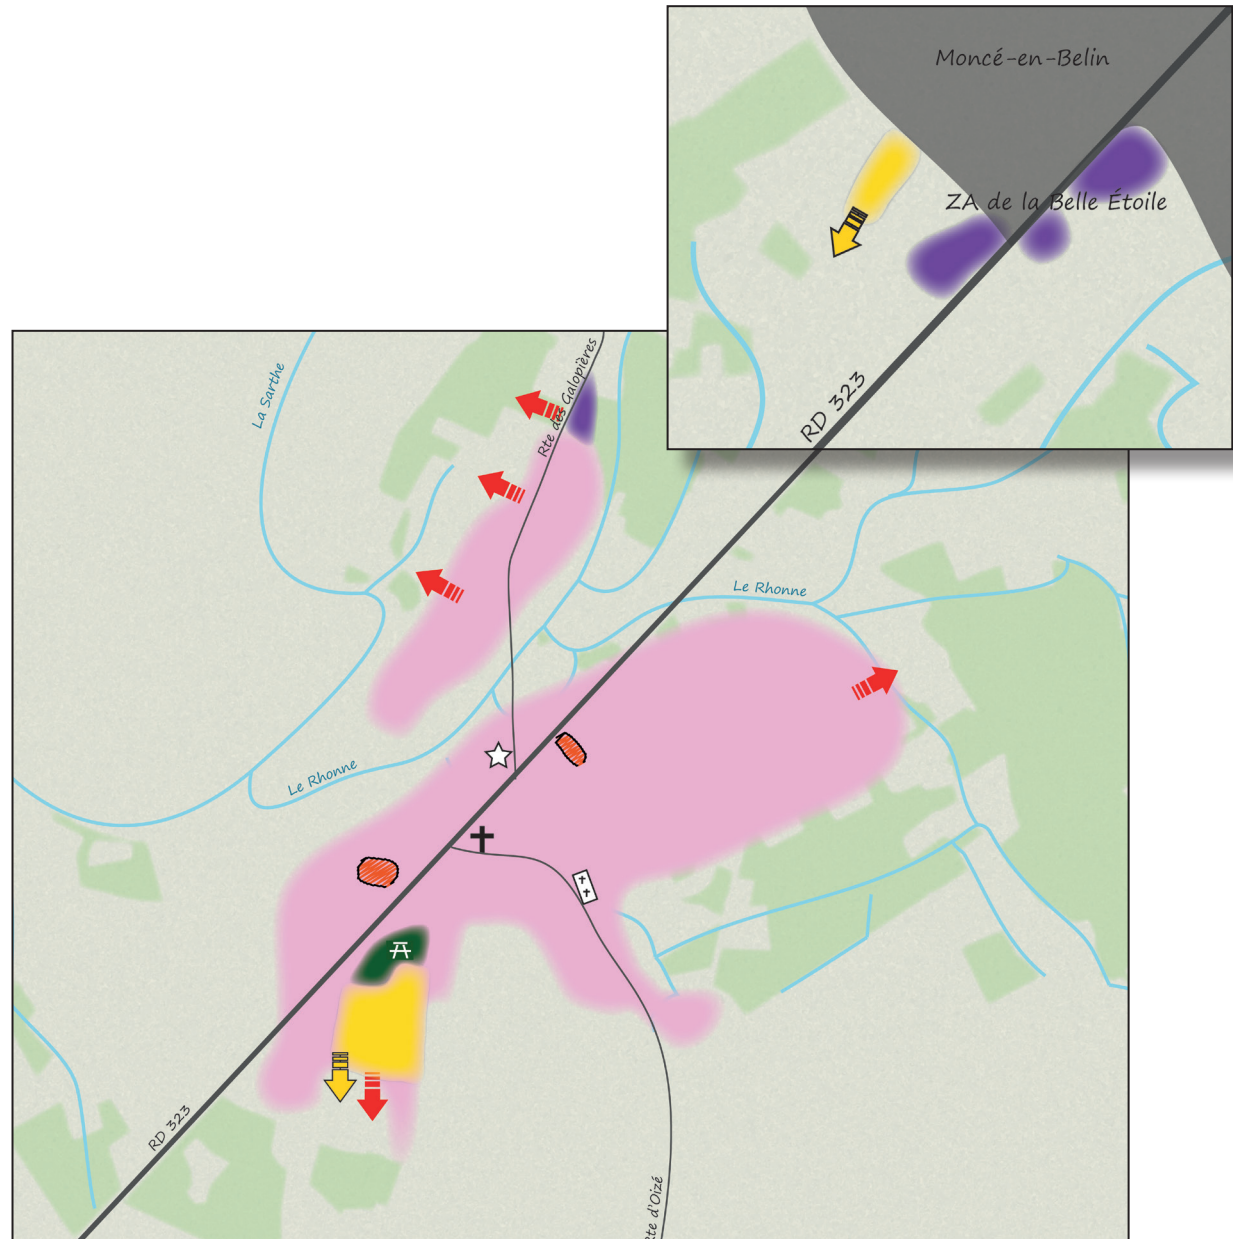 Moncé-en-Belin
ZA de la Belle Étoile
RD 323
La Sarthe
Rte des Galopières
Le Rhonne
Le Rhonne
RD 323
Rte d'Oizé